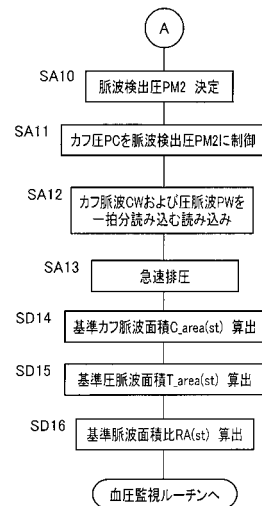 A
SA10
脈波検出圧PM2 決定
SA11
カフ圧PCを脈波検出圧PM2に制御
SA12
カフ脈波CWおよび圧脈波PWを
一拍分読み込む読み込み
SA13
急速排圧
SD14
基準カフ脈波面積C_area(st) 算出
SD15
基準圧脈波面積T_area(st) 算出
SD16
基準脈波面積比RA(st) 算出
血圧監視ルーチンへ